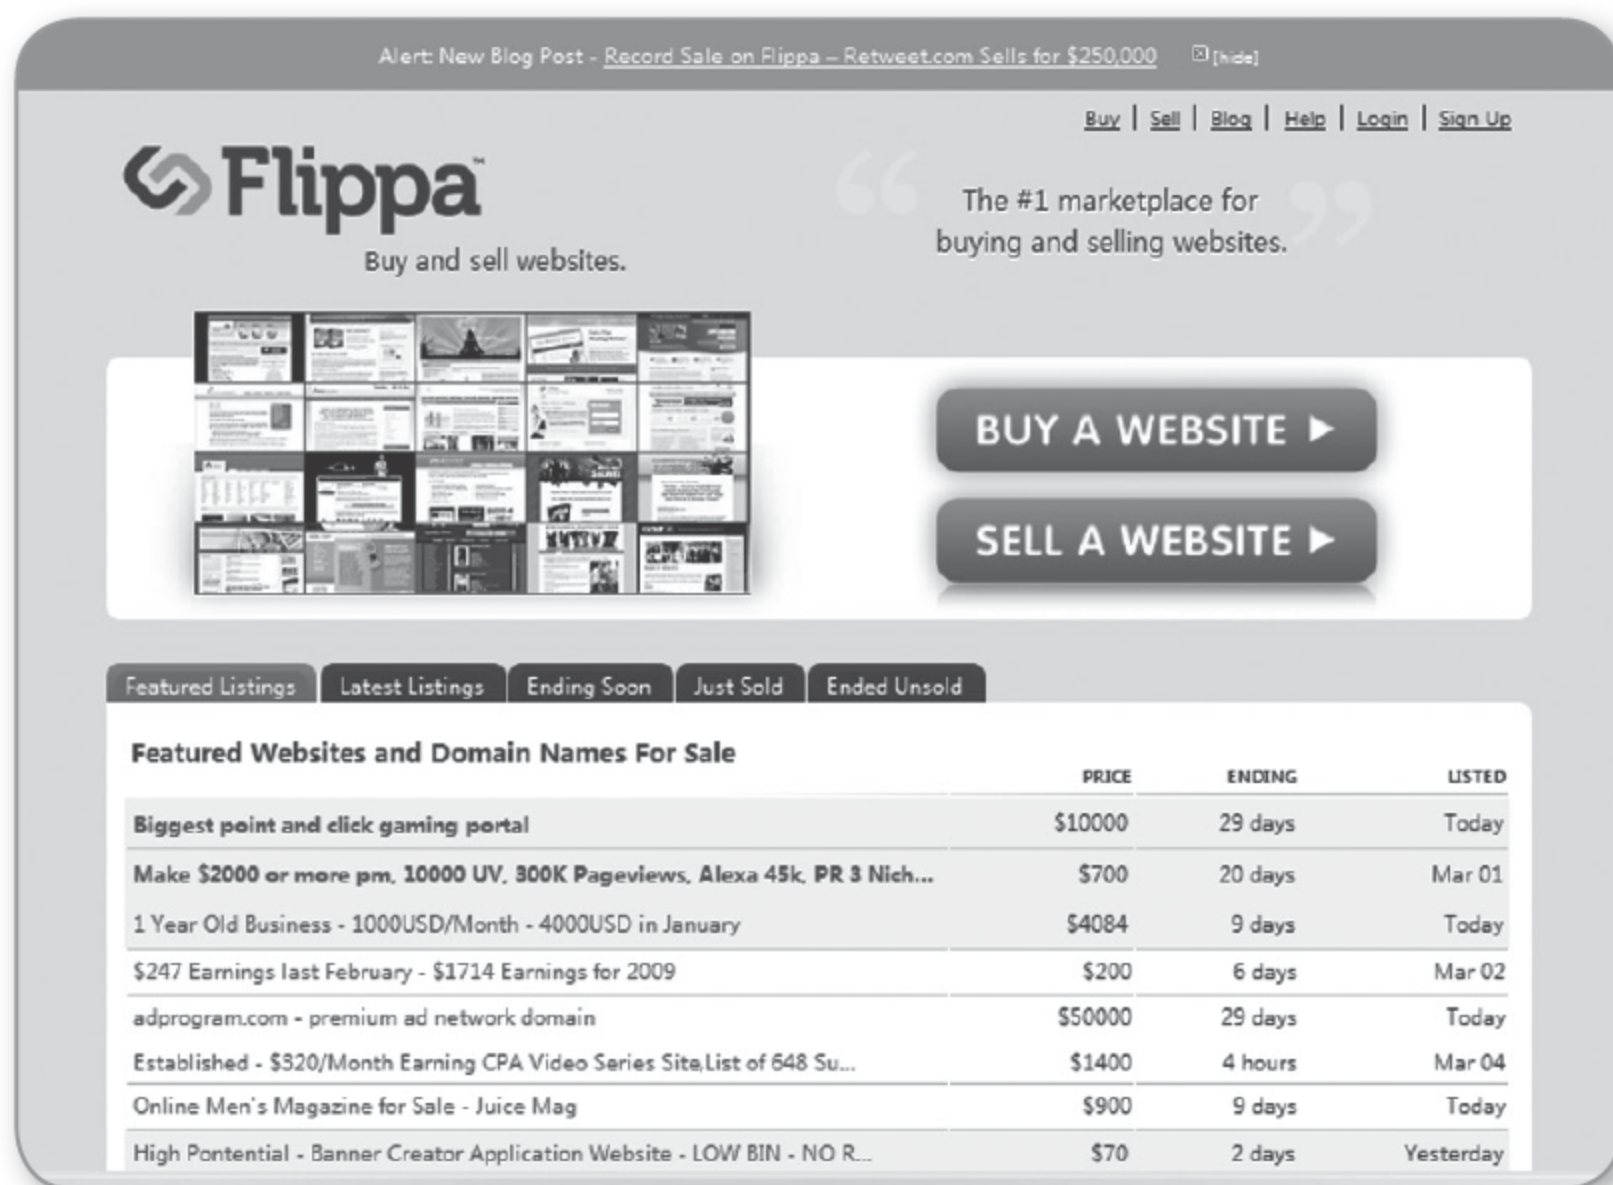 Alert: New Blog Post - Record Sale on Flippa – Retweet.com Sells for $250,000 [hide]
Buy | Sell | Blog | Help | Login | Sign Up
Flippa™
Buy and sell websites.
“ The #1 marketplace for
buying and selling websites. ”
BUY A WEBSITE
SELL A WEBSITE
Featured Listings Latest Listings Ending Soon Just Sold Ended Unsold
Featured Websites and Domain Names For Sale
PRICE ENDING LISTED
Biggest point and click gaming portal $10000 29 days Today
Make $2000 or more pm, 10000 UV, 300K Pageviews, Alexa 45k, PR 3 Nich... $700 20 days Mar 01
1 Year Old Business - 1000USD/Month - 4000USD in January $4084 9 days Today
$247 Earnings last February - $1714 Earnings for 2009 $200 6 days Mar 02
adprogram.com - premium ad network domain $50000 29 days Today
Established - $320/Month Earning CPA Video Series Site,List of 648 Su... $1400 4 hours Mar 04
Online Men's Magazine for Sale - Juice Mag $900 9 days Today
High Pontential - Banner Creator Application Website - LOW BIN - NO R... $70 2 days Yesterday